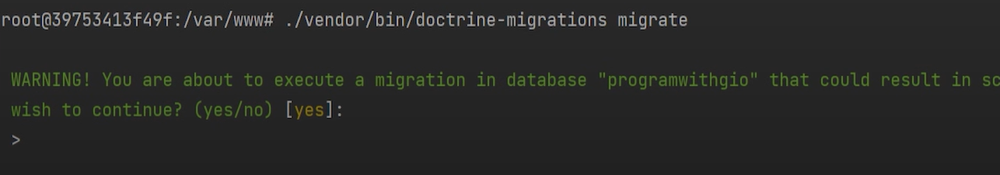 root@39753413f49f:/var/www# ./vendor/bin/doctrine-migrations migrate
WARNING! You are about to execute a migration in database "programwithgio" that could result in sc
wish to continue? (yes/no) [yes]:
>